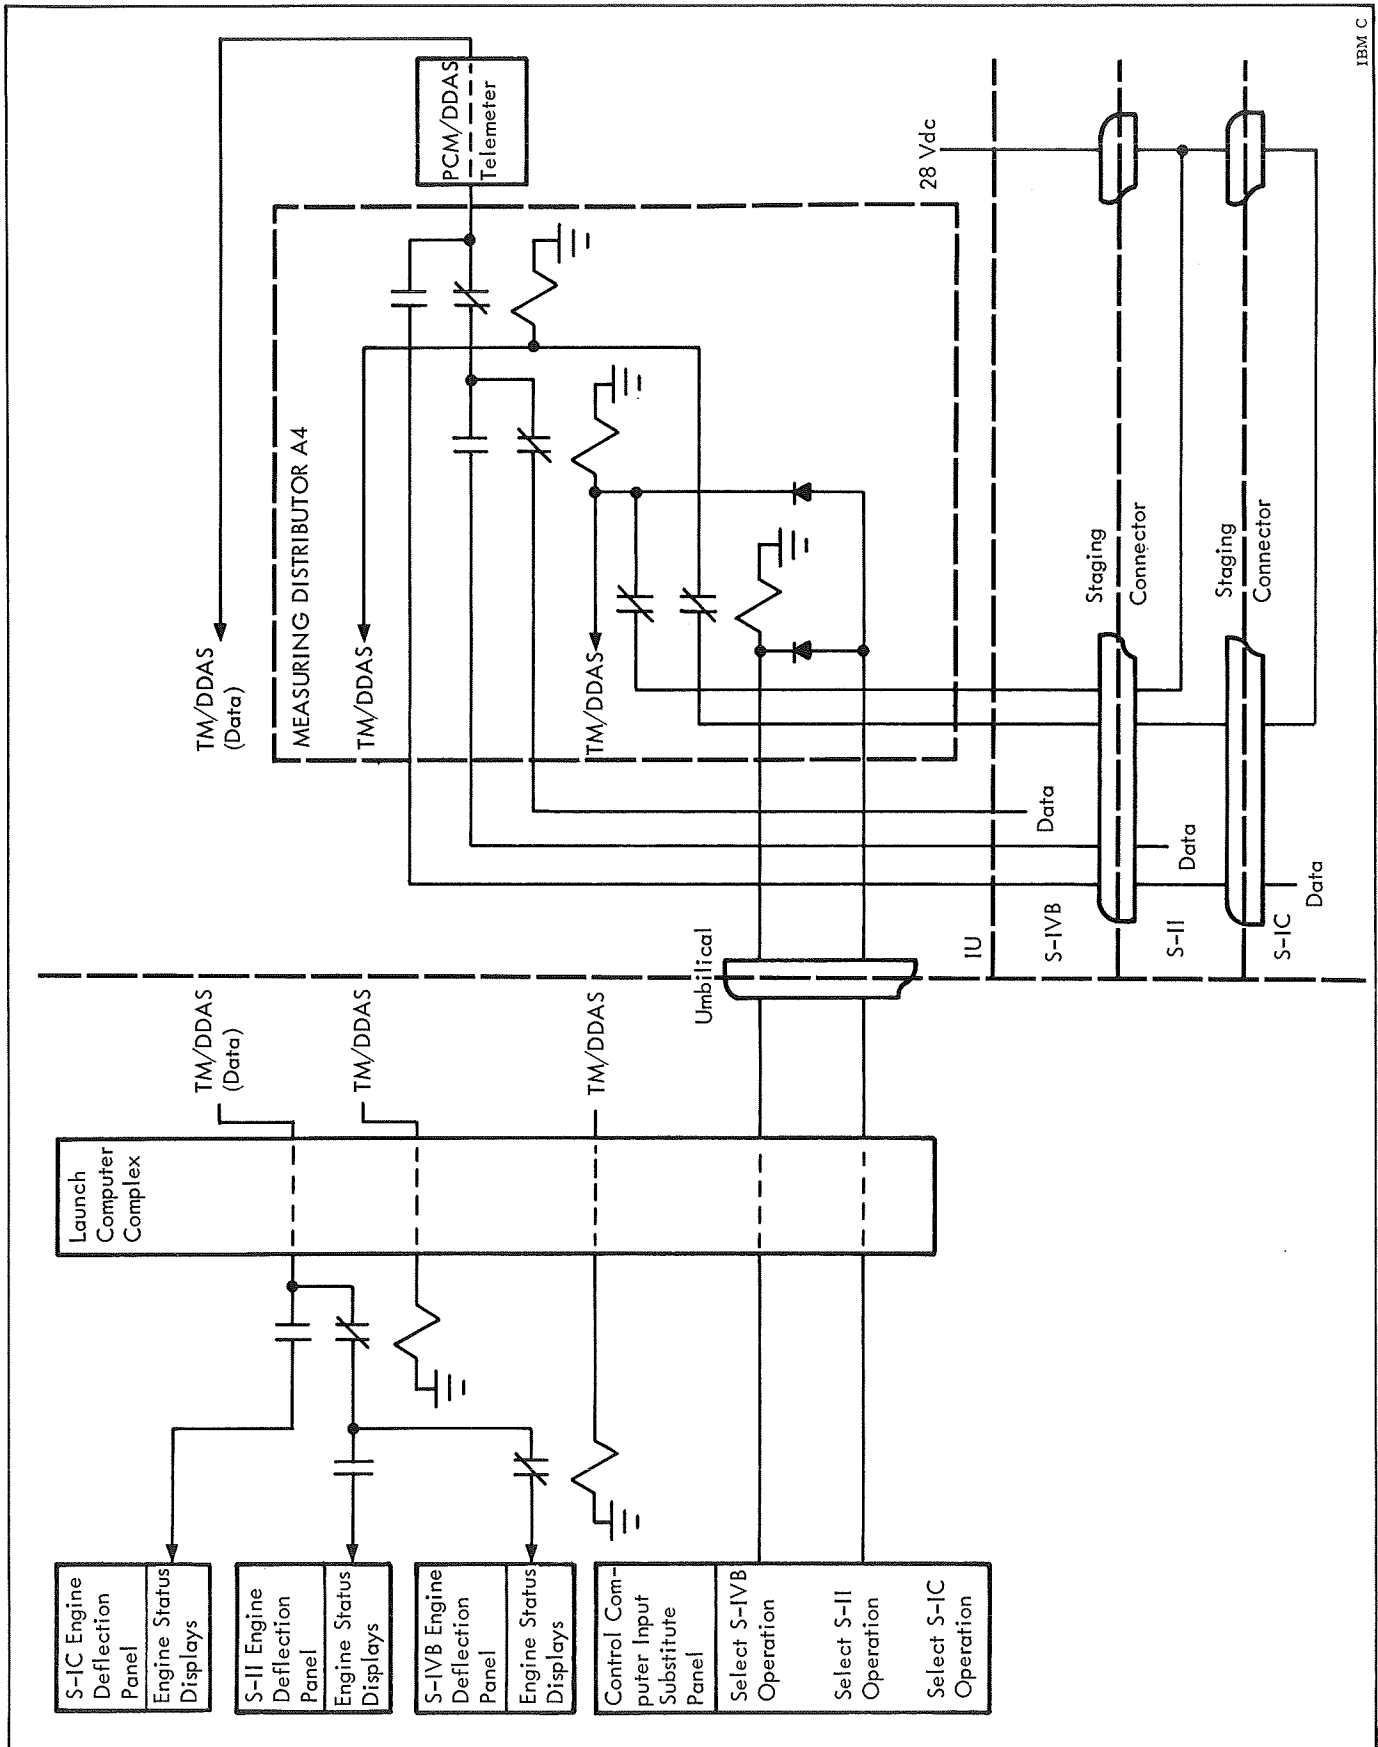 S-IC Engine
Deflection
Panel
Engine Status
Displays
S-II Engine
Deflection
Panel
Engine Status
Displays
S-IVB Engine
Deflection
Panel
Engine Status
Displays
Control Com-
puter Input
Substitute
Panel
Select S-IVB
Operation
Select S-II
Operation
Select S-IC
Operation
Launch
Computer
Complex
TM/DDAS
(Data)
TM/DDAS
TM/DDAS
Umbilical
TM/DDAS
(Data)
MEASURING DISTRIBUTOR A4
TM/DDAS
TM/DDAS
PCM/DDAS
Telemeter
28 Vdc
IU
S-IVB
S-II
S-IC
Data
Data
Data
Staging
Connector
Staging
Connector
IBM C